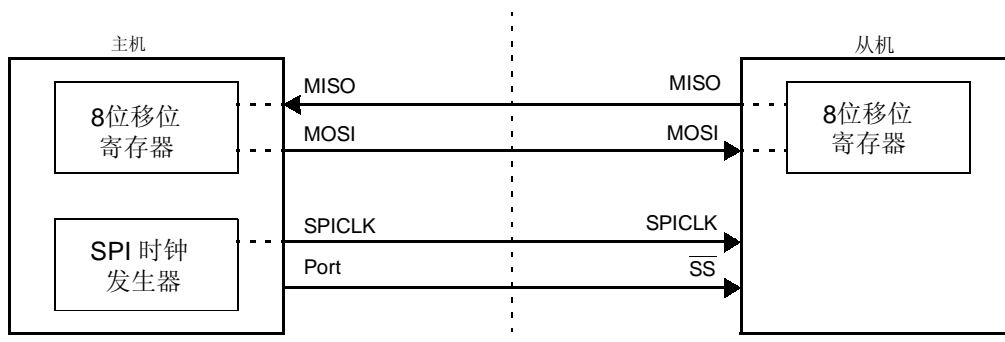 主机
从机
8位移位
寄存器
MISO
MISO
MOSI
MOSI
8位移位
寄存器
SPI 时钟
发生器
SPICLK
SPICLK
Port
SS